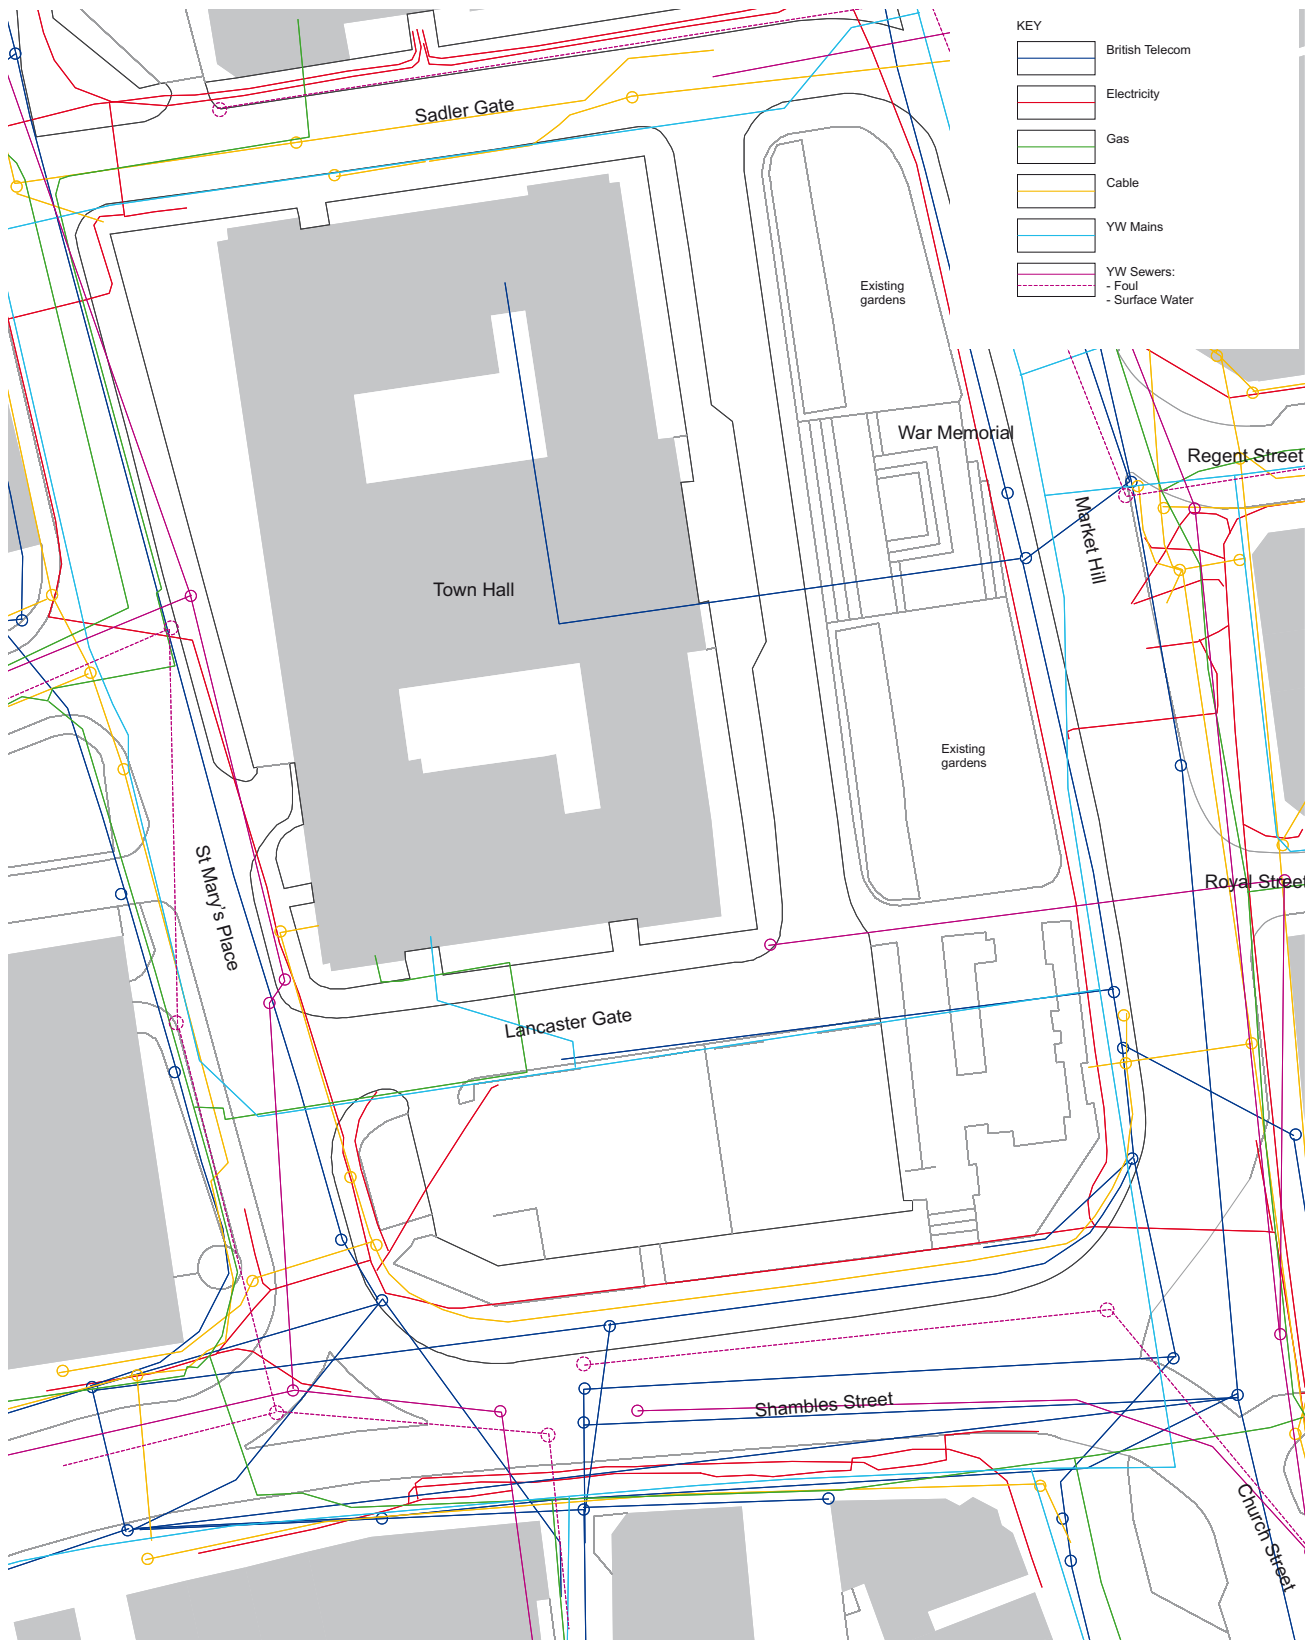 KEY
British Telecom
Electricity
Gas
Cable
YW Mains
YW Sewers:
- Foul
- Surface Water
Sadler Gate
Existing
gardens
War Memorial
Regent Street
Market Hill
Town Hall
Existing
gardens
St Mary's Place
Royal Street
Lancaster Gate
Shambles Street
Church Street